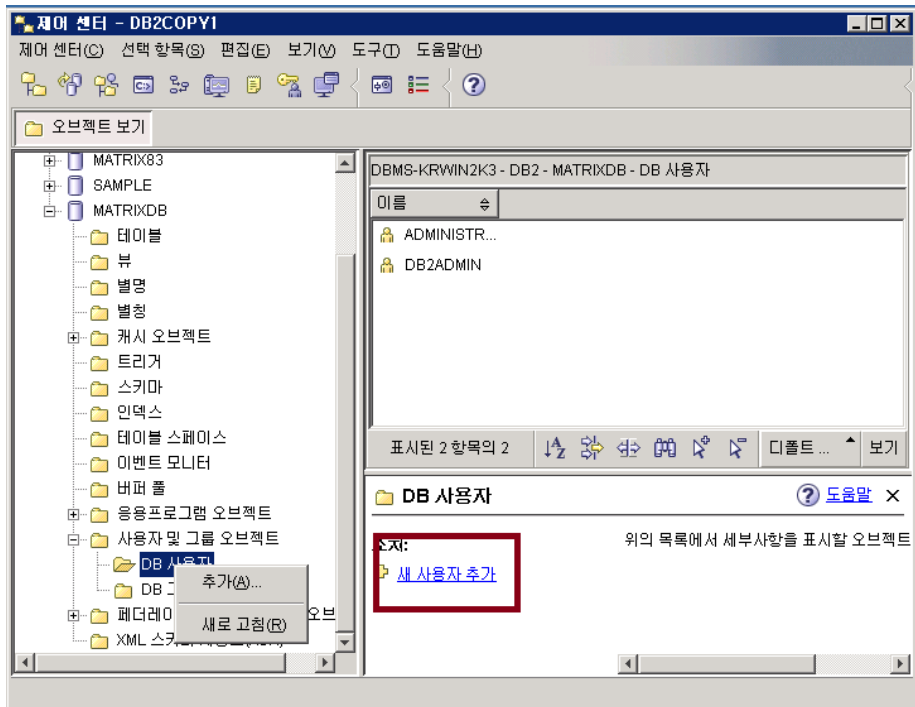 제어 센터 - DB2COPY1
제어 센터(C) 선택 항목(S) 편집(E) 보기(V) 도구(T) 도움말(H)
오브젝트 보기
MATRIX83
SAMPLE
MATRIXDB
테이블
뷰
별명
별칭
캐시 오브젝트
트리거
스키마
인덱스
테이블 스페이스
이벤트 모니터
버퍼 풀
응용프로그램 오브젝트
사용자 및 그룹 오브젝트
DB 사용자
DB
페더레이
XML
추가(A)...
새로 고침(R)
DBMS-KRWIN2K3 - DB2 - MATRIXDB - DB 사용자
이름
ADMINISTR...
DB2ADMIN
표시된 2 항목의 2
디폴트 ... 보기
DB 사용자 도움말
조치: 위의 목록에서 세부사항을 표시할 오브젝트
새 사용자 추가